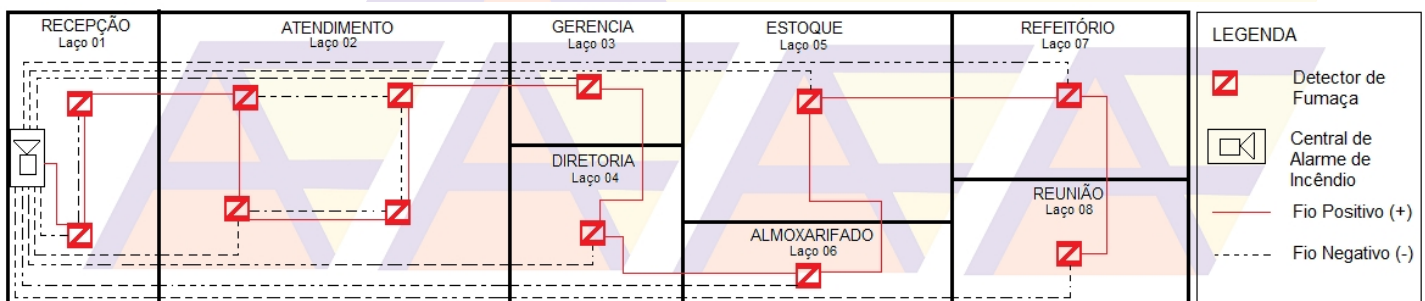 RECEPÇÃO
Laço 01
ATENDIMENTO
Laço 02
GERENCIA
Laço 03
DIRETORIA
Laço 04
ESTOQUE
Laço 05
ALMOXARIFADO
Laço 06
REFEITÓRIO
Laço 07
REUNIÃO
Laço 08
LEGENDA
Detector de
Fumaça
Central de
Alarme de
Incêndio
Fio Positivo (+)
Fio Negativo (-)